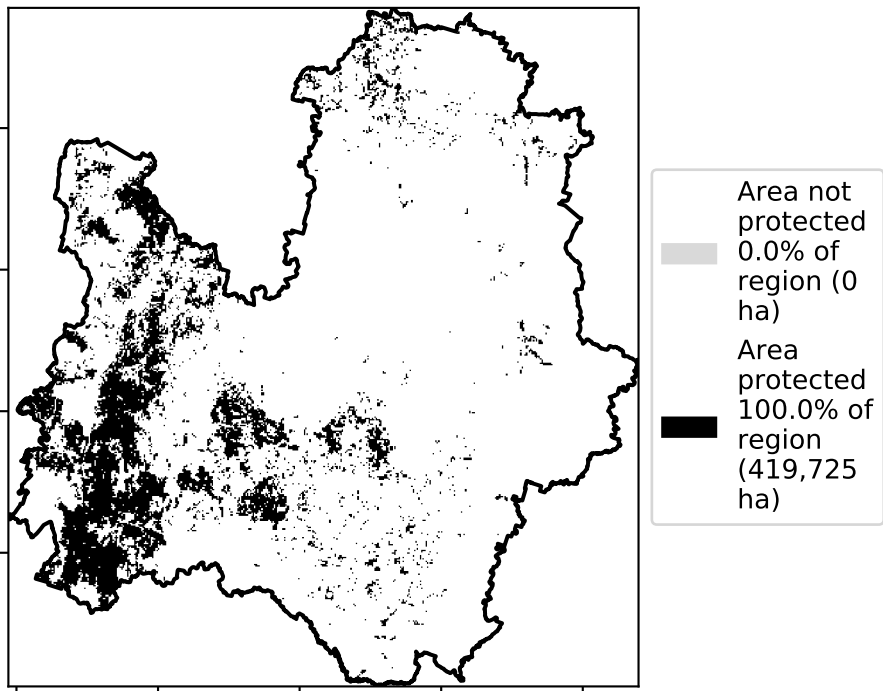 Area not
protected
0.0% of
region (0
ha)
Area
protected
100.0% of
region
(419,725
ha)